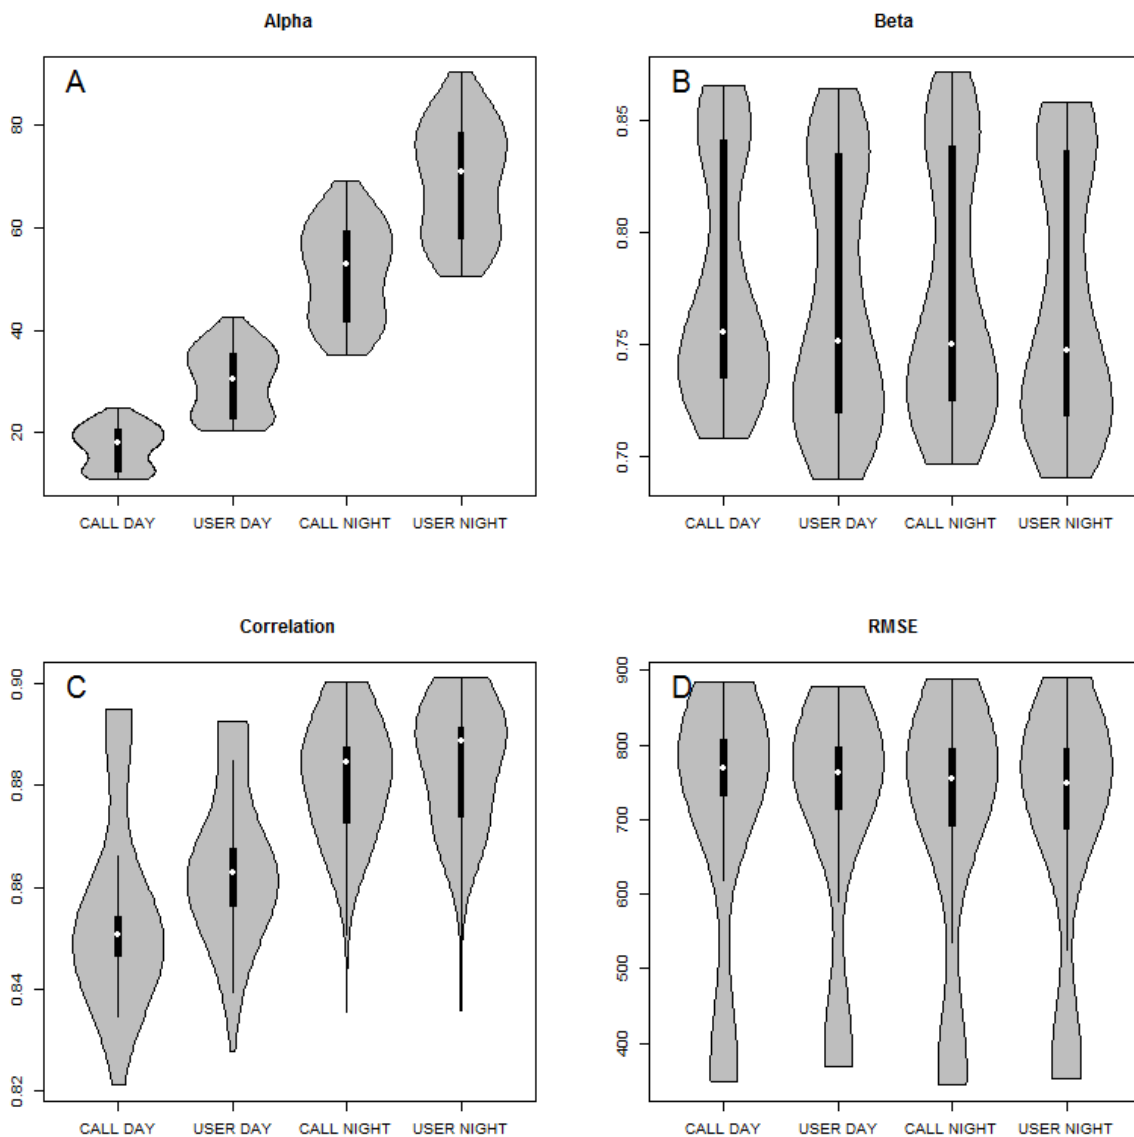 Alpha
A
80
60
40
20
CALL DAY USER DAY CALL NIGHT USER NIGHT
Beta
B
0.85
0.80
0.75
0.70
CALL DAY USER DAY CALL NIGHT USER NIGHT
Correlation
C
0.90
0.88
0.86
0.84
0.82
CALL DAY USER DAY CALL NIGHT USER NIGHT
RMSE
D
900
800
700
600
500
400
CALL DAY USER DAY CALL NIGHT USER NIGHT